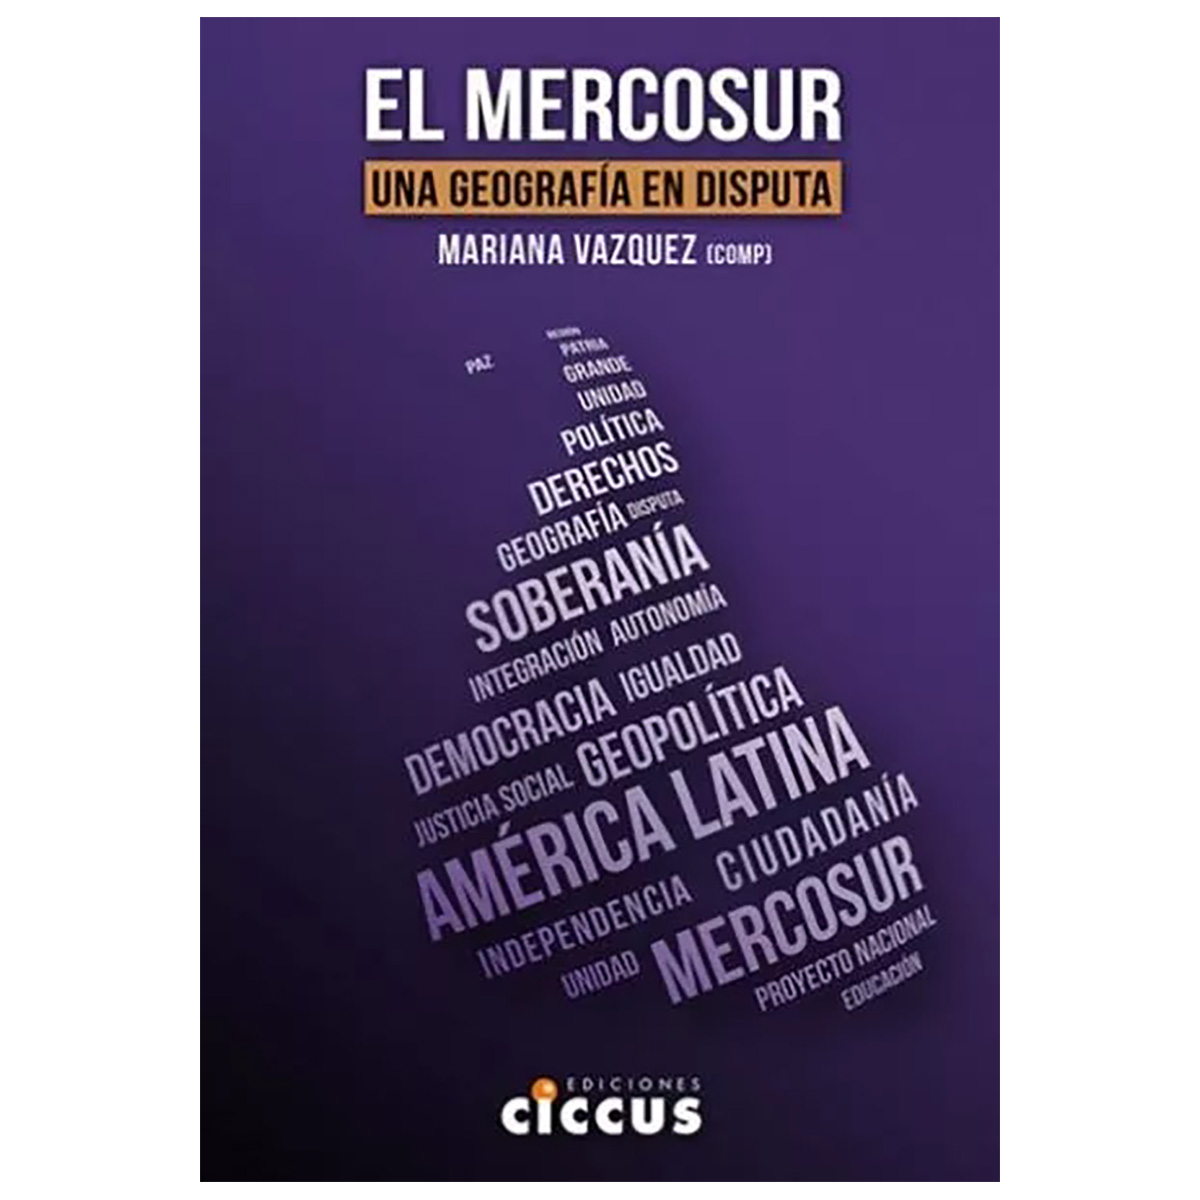 EL MERCOSUR
UNA GEOGRAFÍA EN DISPUTA
MARIANA VAZQUEZ (COMP)
REGIÓN
PAZ
PATRIA
GRANDE
UNIDAD
POLÍTICA
DERECHOS
GEOGRAFÍA DISPUTA
SOBERANÍA
INTEGRACIÓN AUTONOMÍA
DEMOCRACIA IGUALDAD
JUSTICIA SOCIAL GEOPOLÍTICA
AMÉRICA LATINA
INDEPENDENCIA CIUDADANÍA
UNIDAD MERCOSUR
PROYECTO NACIONAL
EDUCACIÓN
EDICIONES
CICCUS